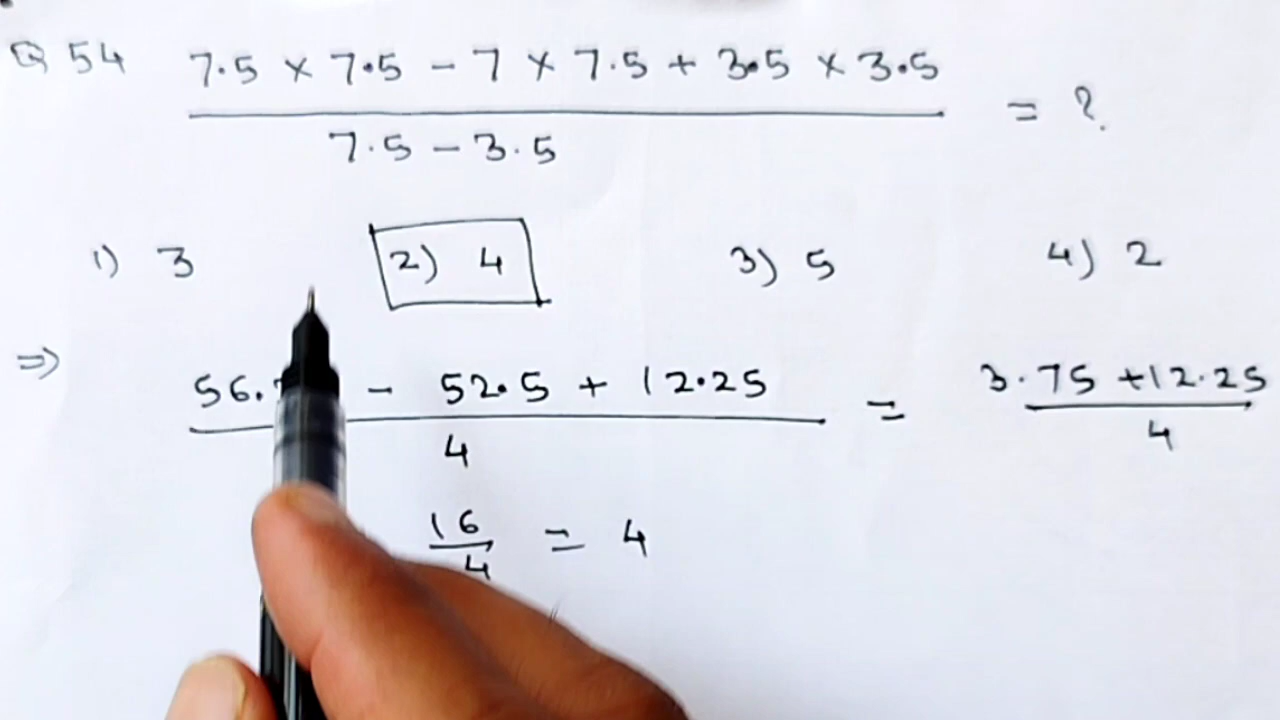 Q 54 7.5 × 7.5 − 7 × 7.5 + 3.5 × 3.5
= ?
7.5 − 3.5
1) 3 2) 4 3) 5 4) 2
⇒ 56. − 52.5 + 12.25 = 3.75 + 12.25
4 4
16 = 4
4